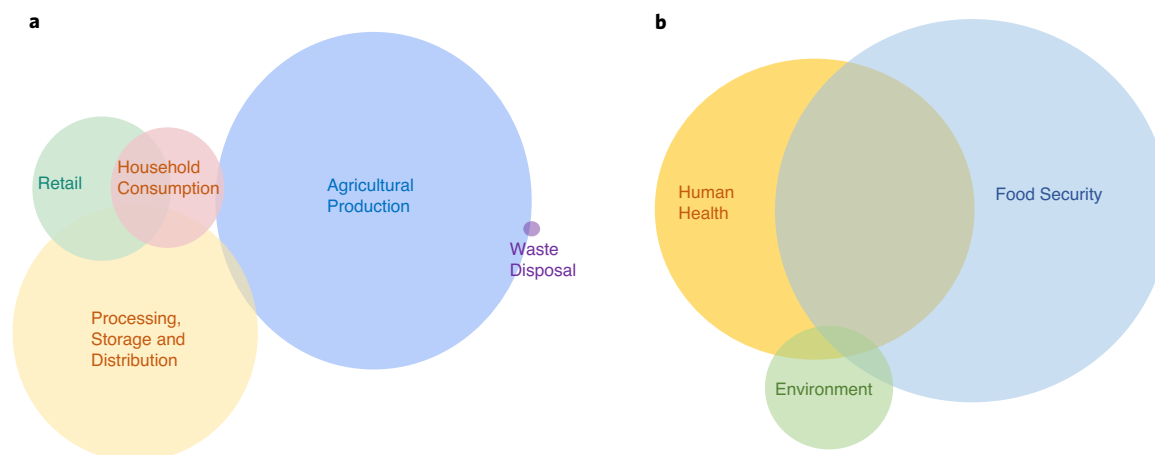 a
Retail
Household
Consumption
Agricultural
Production
Waste
Disposal
Processing,
Storage and
Distribution
b
Human
Health
Food Security
Environment